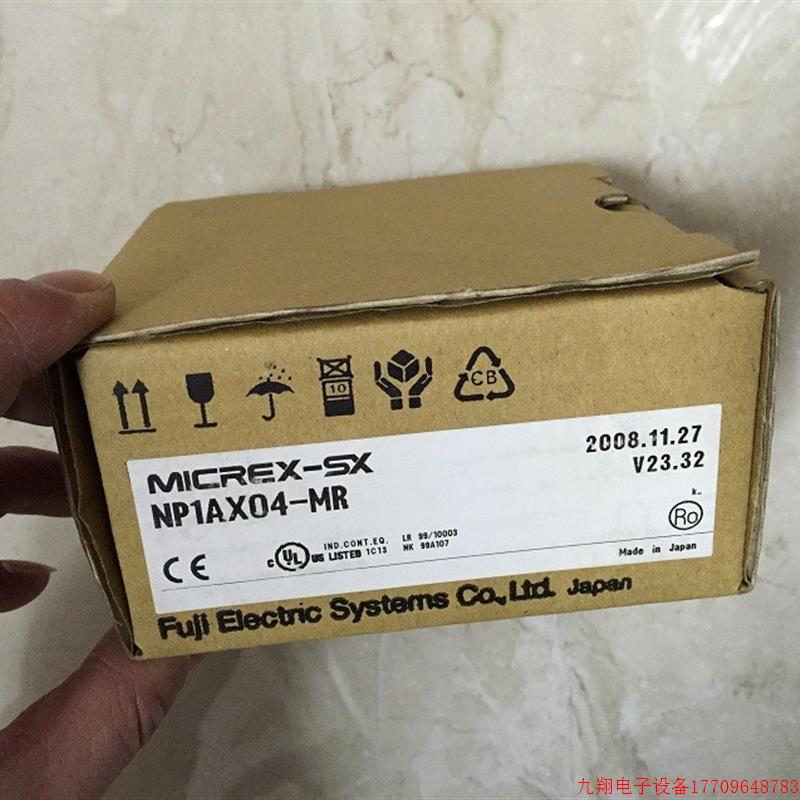 10
CB
MICREX-SX
NP1AX04-MR
2008.11.27
V23.32
k
Ro
CE
c UL US LISTED
IND.CONT.EQ.
1C13
LR 99/10003
NK 99A107
Made in Japan
Fuji Electric Systems Co., Ltd. Japan
九翔电子设备17709648783